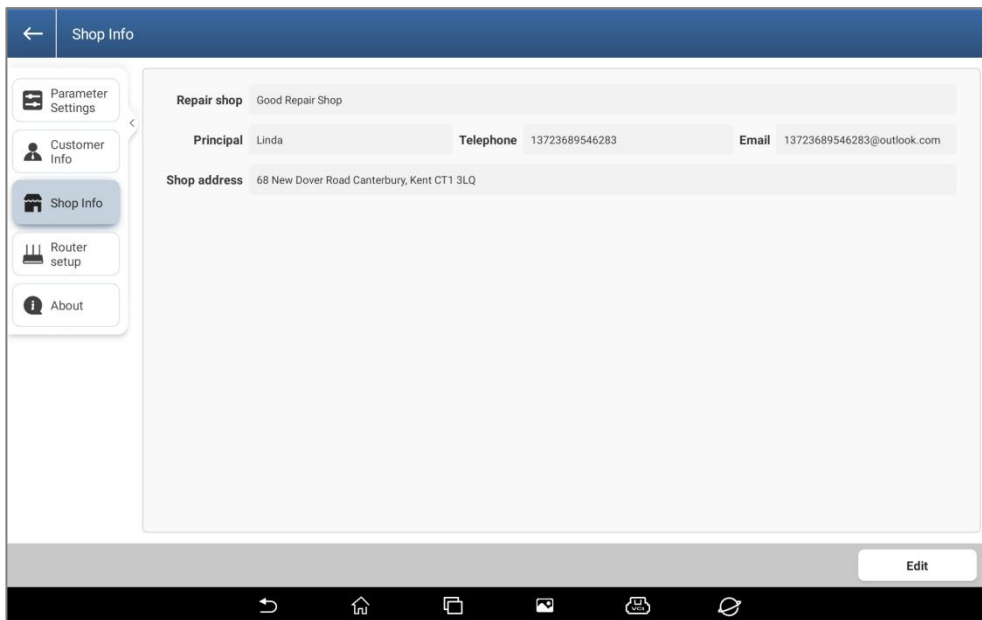 Shop Info
Parameter
Settings
Customer
Info
Shop Info
Router
setup
About
Repair shop Good Repair Shop
Principal Linda Telephone 13723689546283 Email 13723689546283@outlook.com
Shop address 68 New Dover Road Canterbury, Kent CT1 3LQ
Edit
VCI